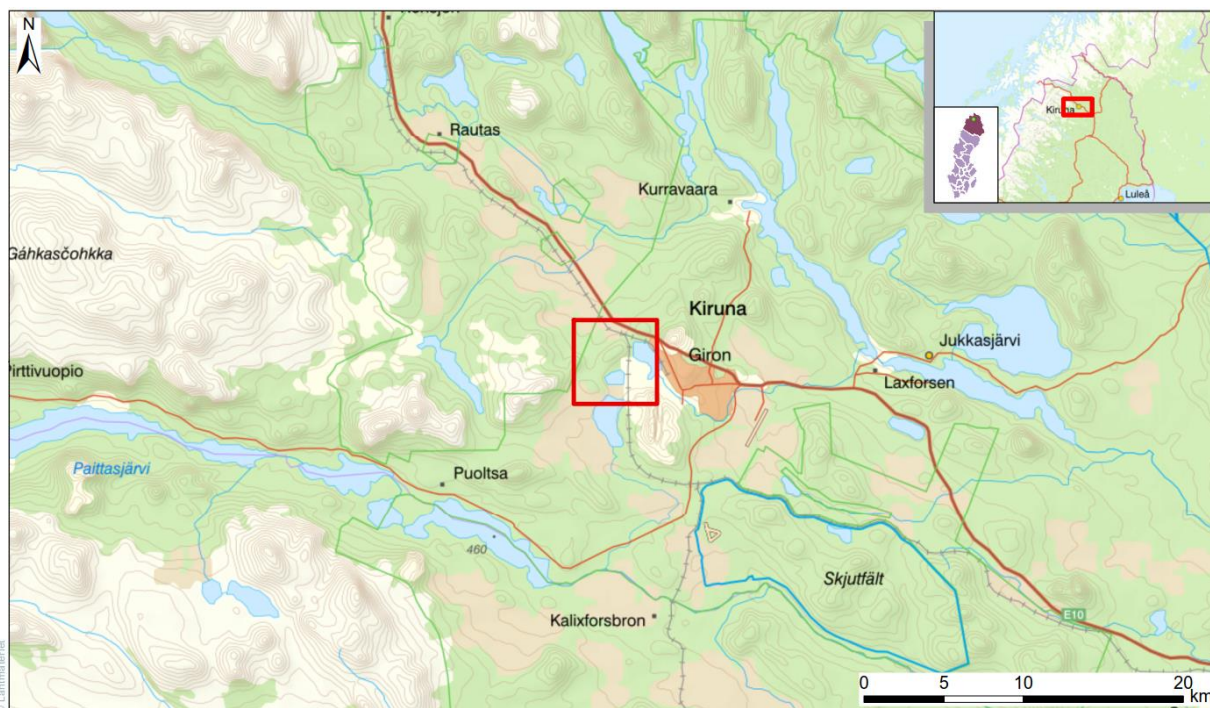 N
Rautas
Kurravaara
Kiruna
Luleå
Gáhkasčohkka
Kiruna
Giron
Jukkasjärvi
Laxforsen
Pirttivuopio
Paittasjärvi
Puoltsa
460
Skjutfält
Kalixforsbron
E10
0 5 10 20
km